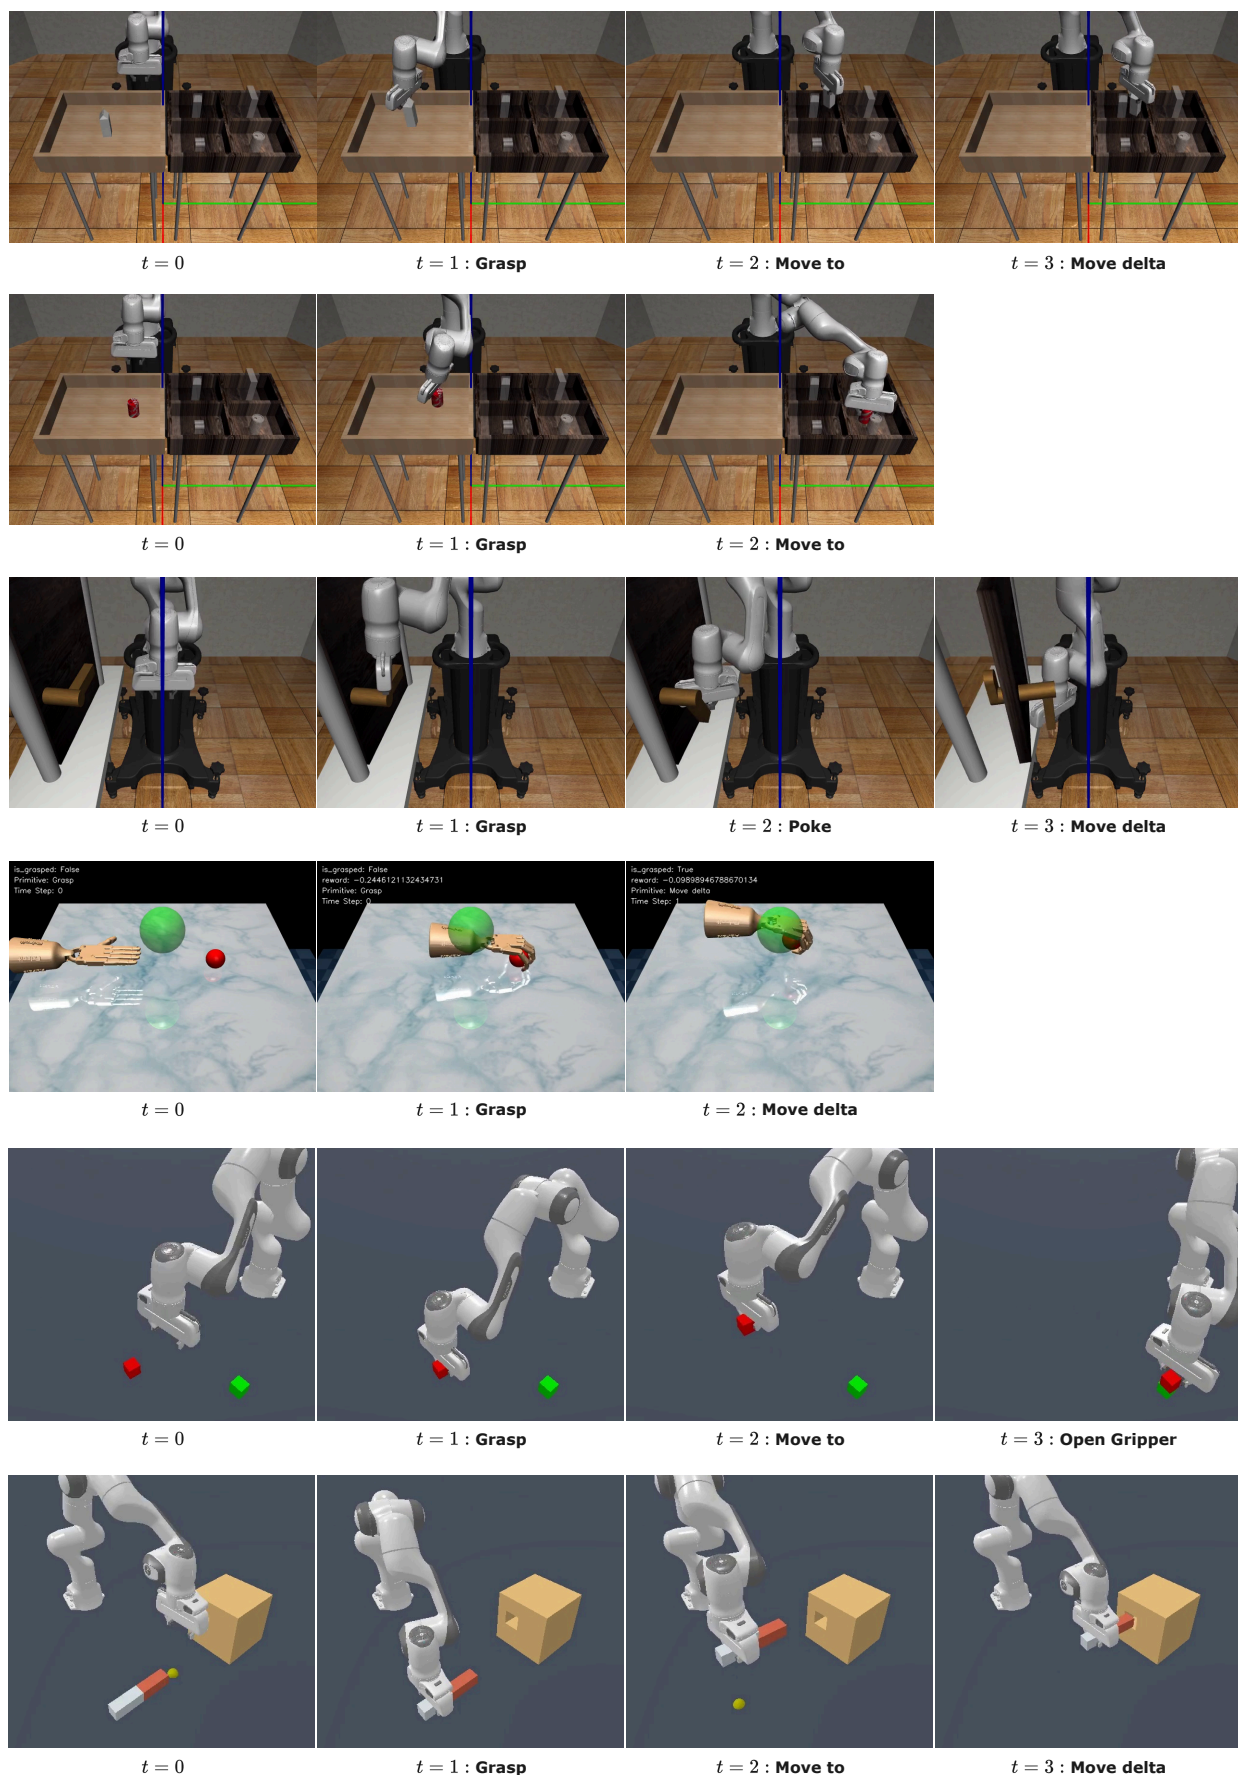 t = 0
t = 1 : Grasp
t = 2 : Move to
t = 3 : Move delta
t = 0
t = 1 : Grasp
t = 2 : Move to
t = 0
t = 1 : Grasp
t = 2 : Poke
t = 3 : Move delta
is_grasped: False
Primitive: Grasp
Time Step: 0
is_grasped: False
reward: -0.2446121132434731
Primitive: Grasp
Time Step: 0
is_grasped: True
reward: -0.09898946788670134
Primitive: Move delta
Time Step: 1
t = 0
t = 1 : Grasp
t = 2 : Move delta
t = 0
t = 1 : Grasp
t = 2 : Move to
t = 3 : Open Gripper
t = 0
t = 1 : Grasp
t = 2 : Move to
t = 3 : Move delta